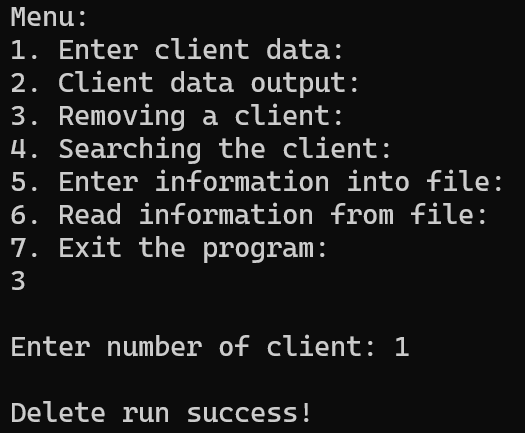 Menu:
1. Enter client data:
2. Client data output:
3. Removing a client:
4. Searching the client:
5. Enter information into file:
6. Read information from file:
7. Exit the program:
3
Enter number of client: 1
Delete run success!